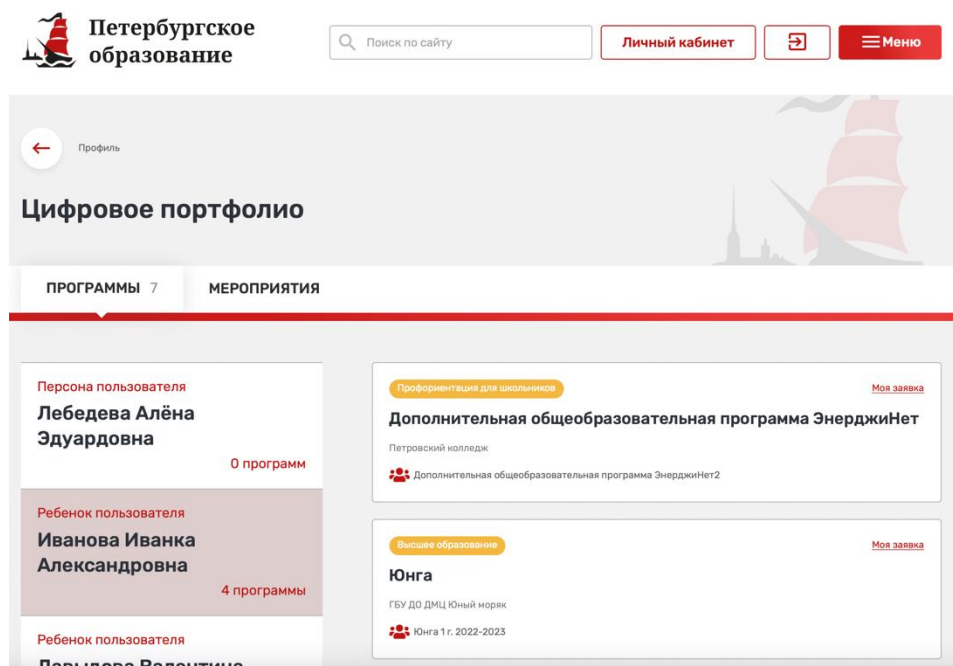 Петербургское
образование
Поиск по сайту
Личный кабинет
Меню
Профиль
Цифровое портфолио
ПРОГРАММЫ 7
МЕРОПРИЯТИЯ
Персона пользователя
Лебедева Алёна
Эдуардовна
0 программ
Ребенок пользователя
Иванова Иванка
Александровна
4 программы
Ребенок пользователя
Профориентация для школьников
Моя заявка
Дополнительная общеобразовательная программа ЭнерджиНет
Петровский колледж
Дополнительная общеобразовательная программа ЭнерджиНет2
Высшее образование
Моя заявка
Юнга
ГБУ ДО ДМЦ Юный моряк
Юнга 1 г. 2022-2023